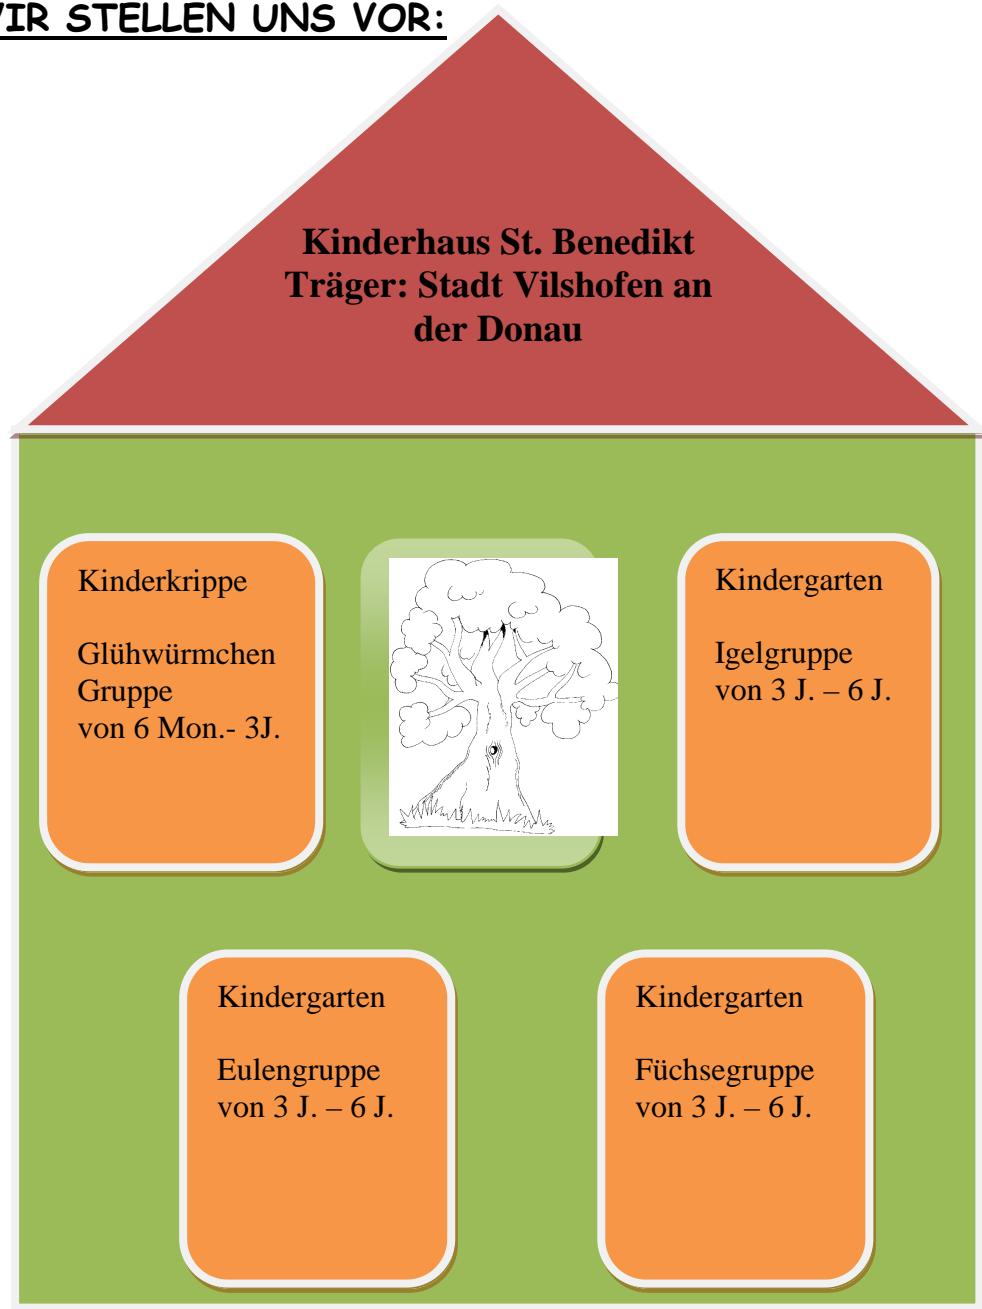 WIR STELLEN UNS VOR:
Kinderhaus St. Benedikt
Träger: Stadt Vilshofen an
der Donau
Kinderkrippe
Glühwürmchen
Gruppe
von 6 Mon.- 3J.
Kindergarten
Igelgruppe
von 3 J. – 6 J.
Kindergarten
Eulengruppe
von 3 J. – 6 J.
Kindergarten
Füchsegruppe
von 3 J. – 6 J.